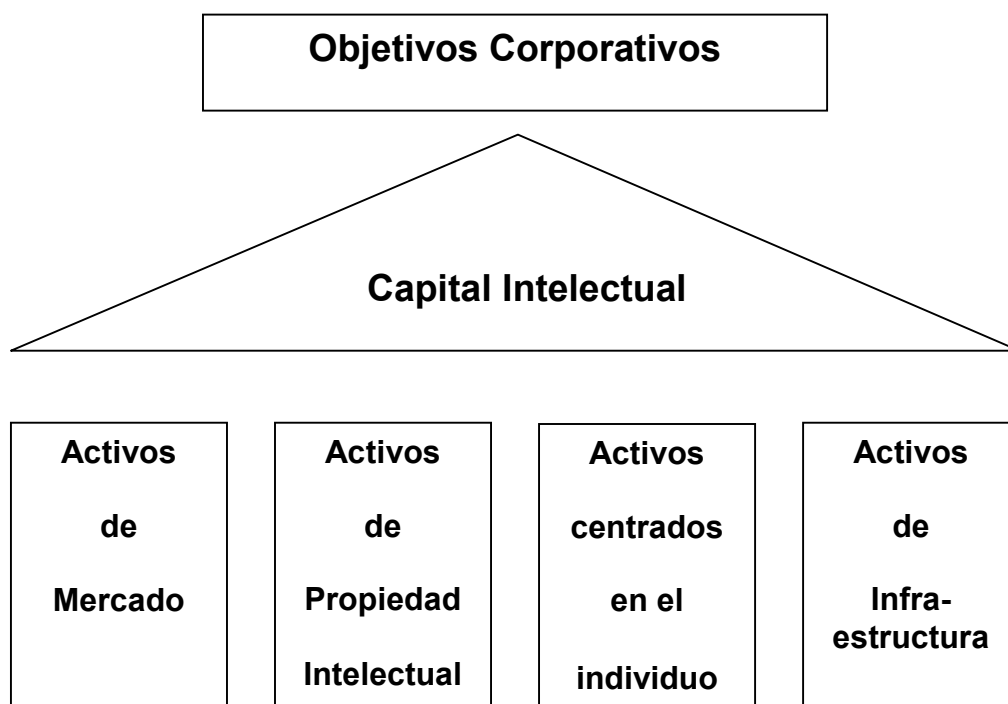 Objetivos Corporativos
Capital Intelectual
Activos
de
Mercado
Activos
de
Propiedad
Intelectual
Activos
centrados
en el
individuo
Activos
de
Infra-
estructura